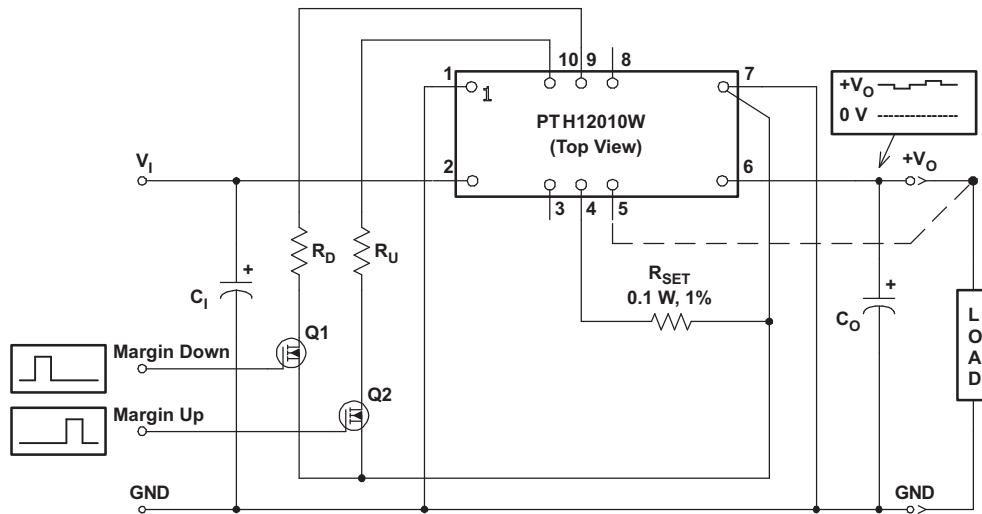 10 9 8
1
7
1
+VO
0 V
PTH12010W
(Top View)
VI
2
6
+VO
3 4 5
RD
RU
RSET
0.1 W, 1%
+
CI
+
CO
L
O
A
D
Q1
Margin Down
Q2
Margin Up
GND
GND